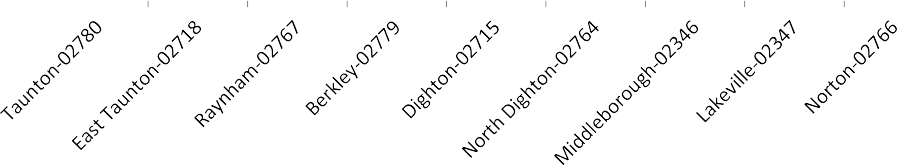 Taunton-02780
East Taunton-02718
Raynham-02767
Berkley-02779
Dighton-02715
North Dighton-02764
Middleborough-02346
Lakeville-02347
Norton-02766